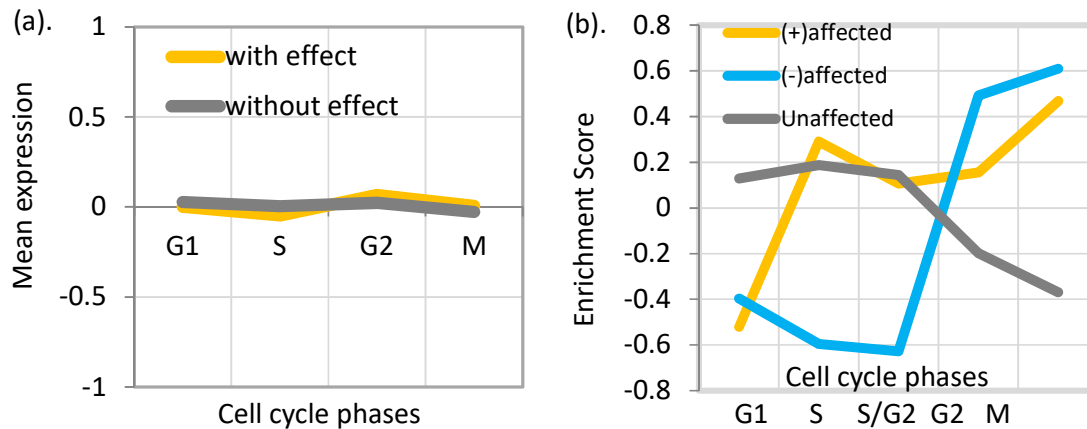 (a).
Mean expression
1
0.5
0
-0.5
-1
with effect
without effect
G1 S G2 M
Cell cycle phases
(b).
Enrichment Score
0.8
0.6
0.4
0.2
0
-0.2
-0.4
-0.6
-0.8
(+)affected
(-)affected
Unaffected
Cell cycle phases
G1 S S/G2 G2 M